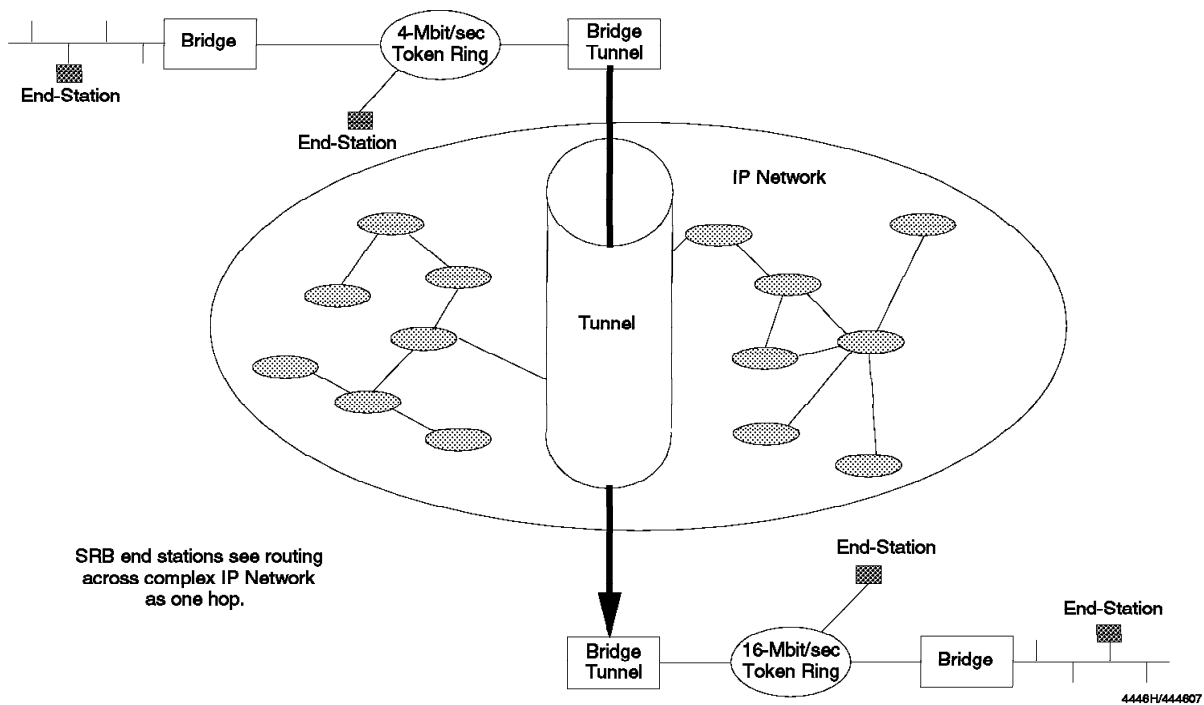 Bridge
4-Mbit/sec
Token Ring
Bridge
Tunnel
End-Station
End-Station
IP Network
Tunnel
SRB end stations see routing
across complex IP Network
as one hop.
End-Station
End-Station
Bridge
Tunnel
16-Mbit/sec
Token Ring
Bridge
4446H/444607